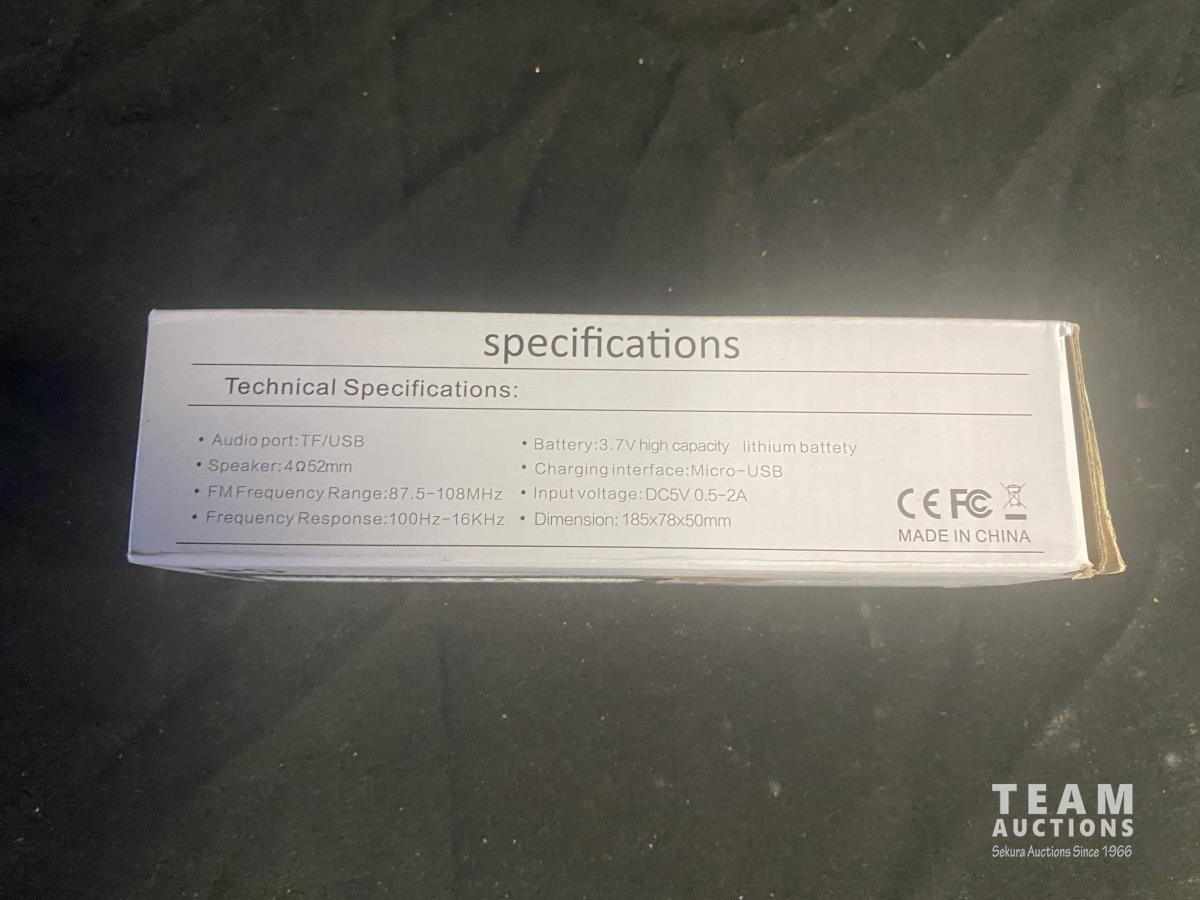 specifications
Technical Specifications:
• Audio port:TF/USB
• Speaker:4Ω52mm
• FM Frequency Range:87.5-108MHz
• Frequency Response:100Hz-16KHz
• Battery:3.7V high capacity lithium battety
• Charging interface:Micro-USB
• Input voltage:DC5V 0.5-2A
• Dimension: 185x78x50mm
CE FC
MADE IN CHINA
TEAM
AUCTIONS
Sekura Auctions Since 1966